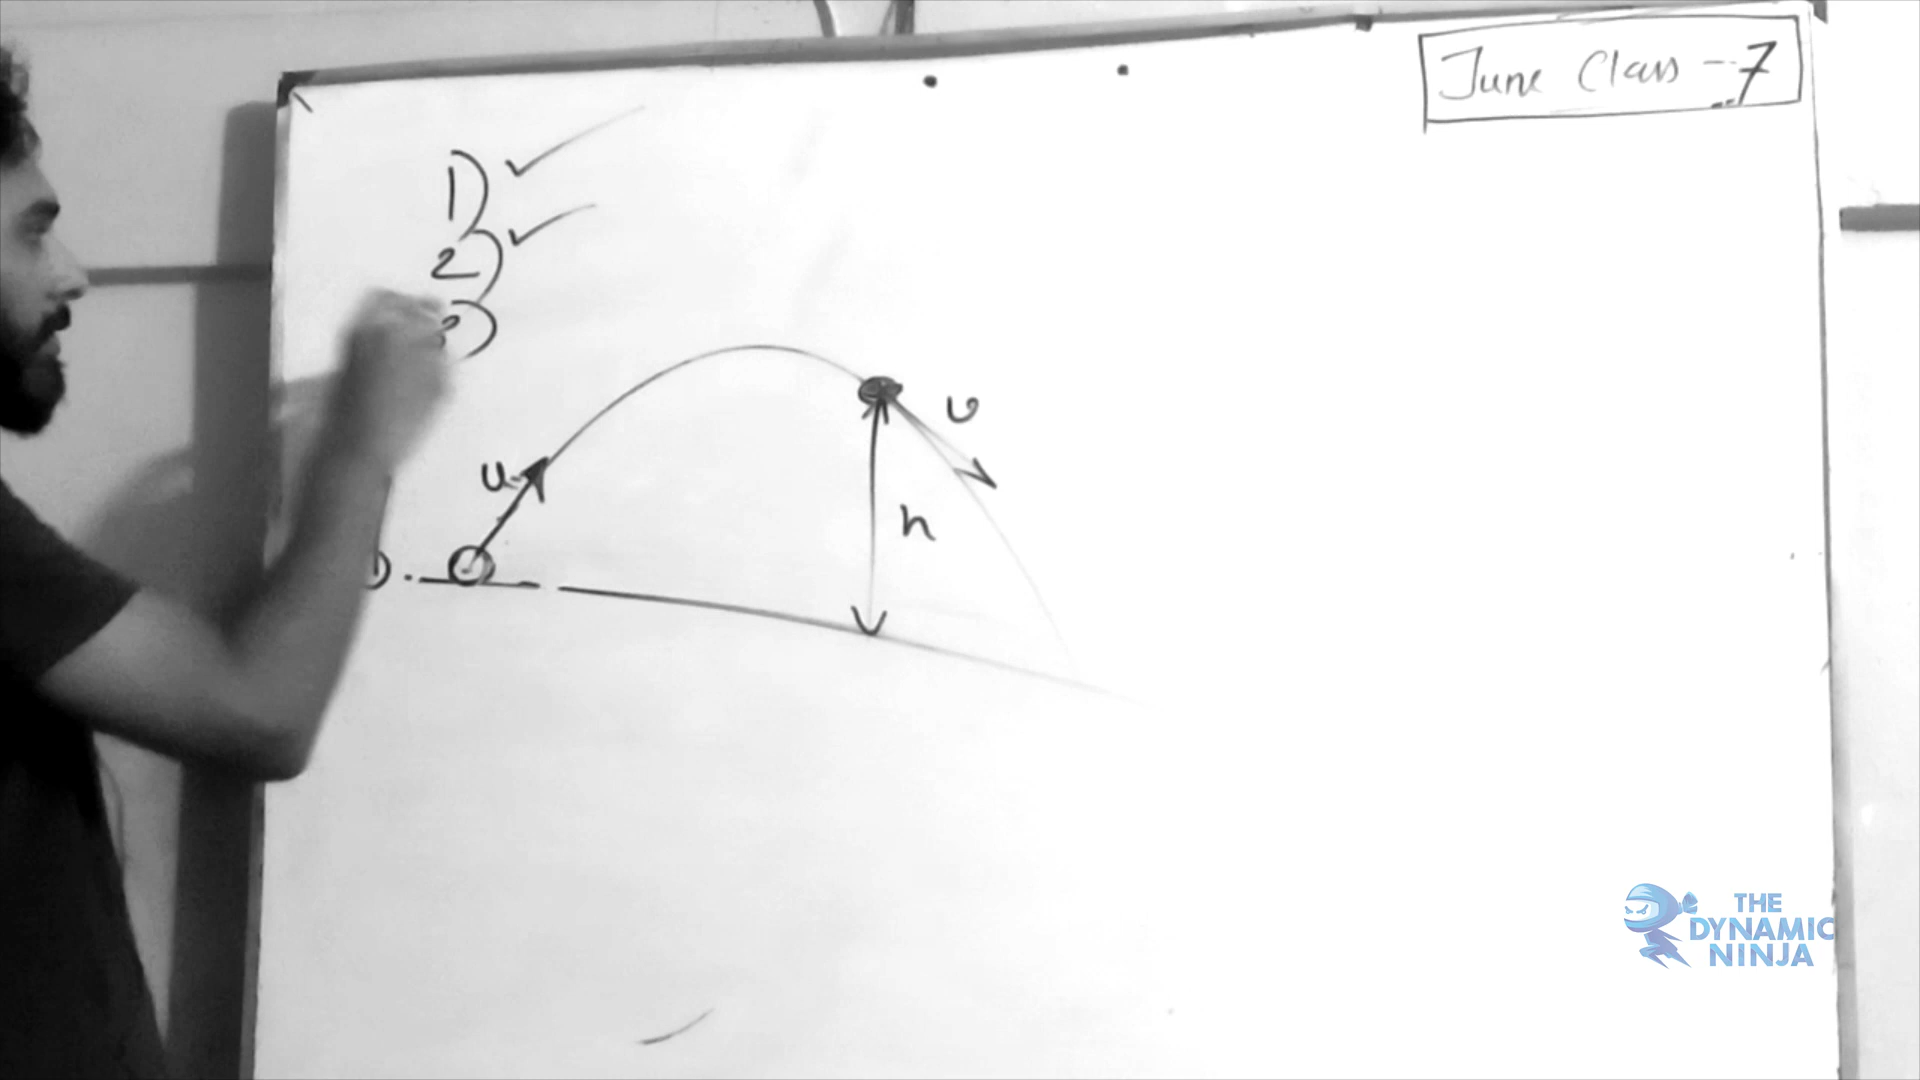 June Class - 7
1)
2)
u
v
h
THE
DYNAMIC
NINJA